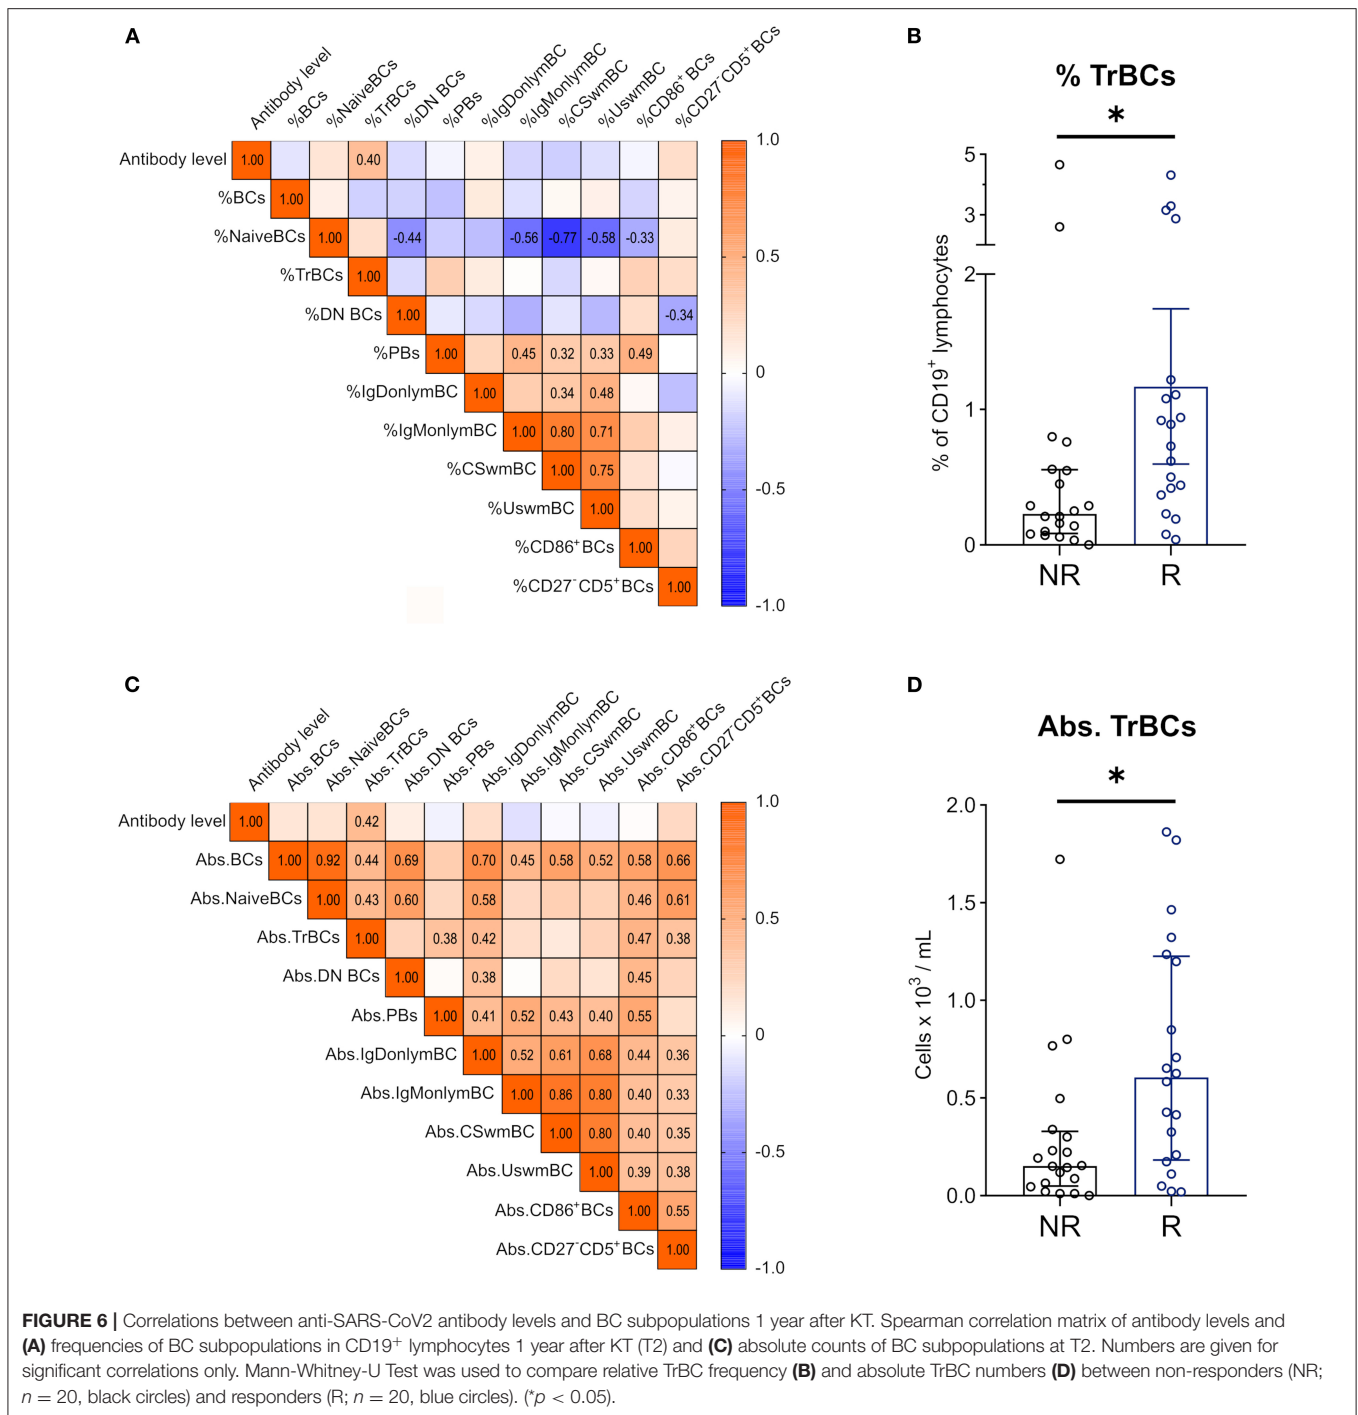 A
Antibody level
%BCs
%NaiveBCs
%TrBCs
%DN BCs
%PBs
%IgDonlymBC
%IgMonlymBC
%CSwmBC
%UswmBC
%CD86⁺ BCs
%CD27⁻CD5⁺BCs
Antibody level 1.00 0.40
%BCs 1.00
%NaiveBCs 1.00 -0.44 -0.56 -0.77 -0.58 -0.33
%TrBCs 1.00
%DN BCs 1.00 -0.34
%PBs 1.00 0.45 0.32 0.33 0.49
%IgDonlymBC 1.00 0.34 0.48
%IgMonlymBC 1.00 0.80 0.71
%CSwmBC 1.00 0.75
%UswmBC 1.00
%CD86⁺BCs 1.00
%CD27⁻CD5⁺BCs 1.00
1.0
0.5
0
-0.5
-1.0
B
% TrBCs
*
% of CD19⁺ lymphocytes
5
3
2
1
0
NR R
C
Antibody level
Abs.BCs
Abs.NaiveBCs
Abs.TrBCs
Abs.DN BCs
Abs.PBs
Abs.IgDonlymBC
Abs.IgMonlymBC
Abs.CSwmBC
Abs.UswmBC
Abs.CD86⁺BCs
Abs.CD27⁻CD5⁺BCs
Antibody level 1.00 0.42
Abs.BCs 1.00 0.92 0.44 0.69 0.70 0.45 0.58 0.52 0.58 0.66
Abs.NaiveBCs 1.00 0.43 0.60 0.58 0.46 0.61
Abs.TrBCs 1.00 0.38 0.42 0.47 0.38
Abs.DN BCs 1.00 0.38 0.45
Abs.PBs 1.00 0.41 0.52 0.43 0.40 0.55
Abs.IgDonlymBC 1.00 0.52 0.61 0.68 0.44 0.36
Abs.IgMonlymBC 1.00 0.86 0.80 0.40 0.33
Abs.CSwmBC 1.00 0.80 0.40 0.35
Abs.UswmBC 1.00 0.39 0.38
Abs.CD86⁺BCs 1.00 0.55
Abs.CD27⁻CD5⁺BCs 1.00
1.0
0.5
0
-0.5
-1.0
D
Abs. TrBCs
*
Cells x 10³ / mL
2.0
1.5
1.0
0.5
0.0
NR R
FIGURE 6 | Correlations between anti-SARS-CoV2 antibody levels and BC subpopulations 1 year after KT. Spearman correlation matrix of antibody levels and
(A) frequencies of BC subpopulations in CD19⁺ lymphocytes 1 year after KT (T2) and (C) absolute counts of BC subpopulations at T2. Numbers are given for
significant correlations only. Mann-Whitney-U Test was used to compare relative TrBC frequency (B) and absolute TrBC numbers (D) between non-responders (NR;
n = 20, black circles) and responders (R; n = 20, blue circles). (*p < 0.05).